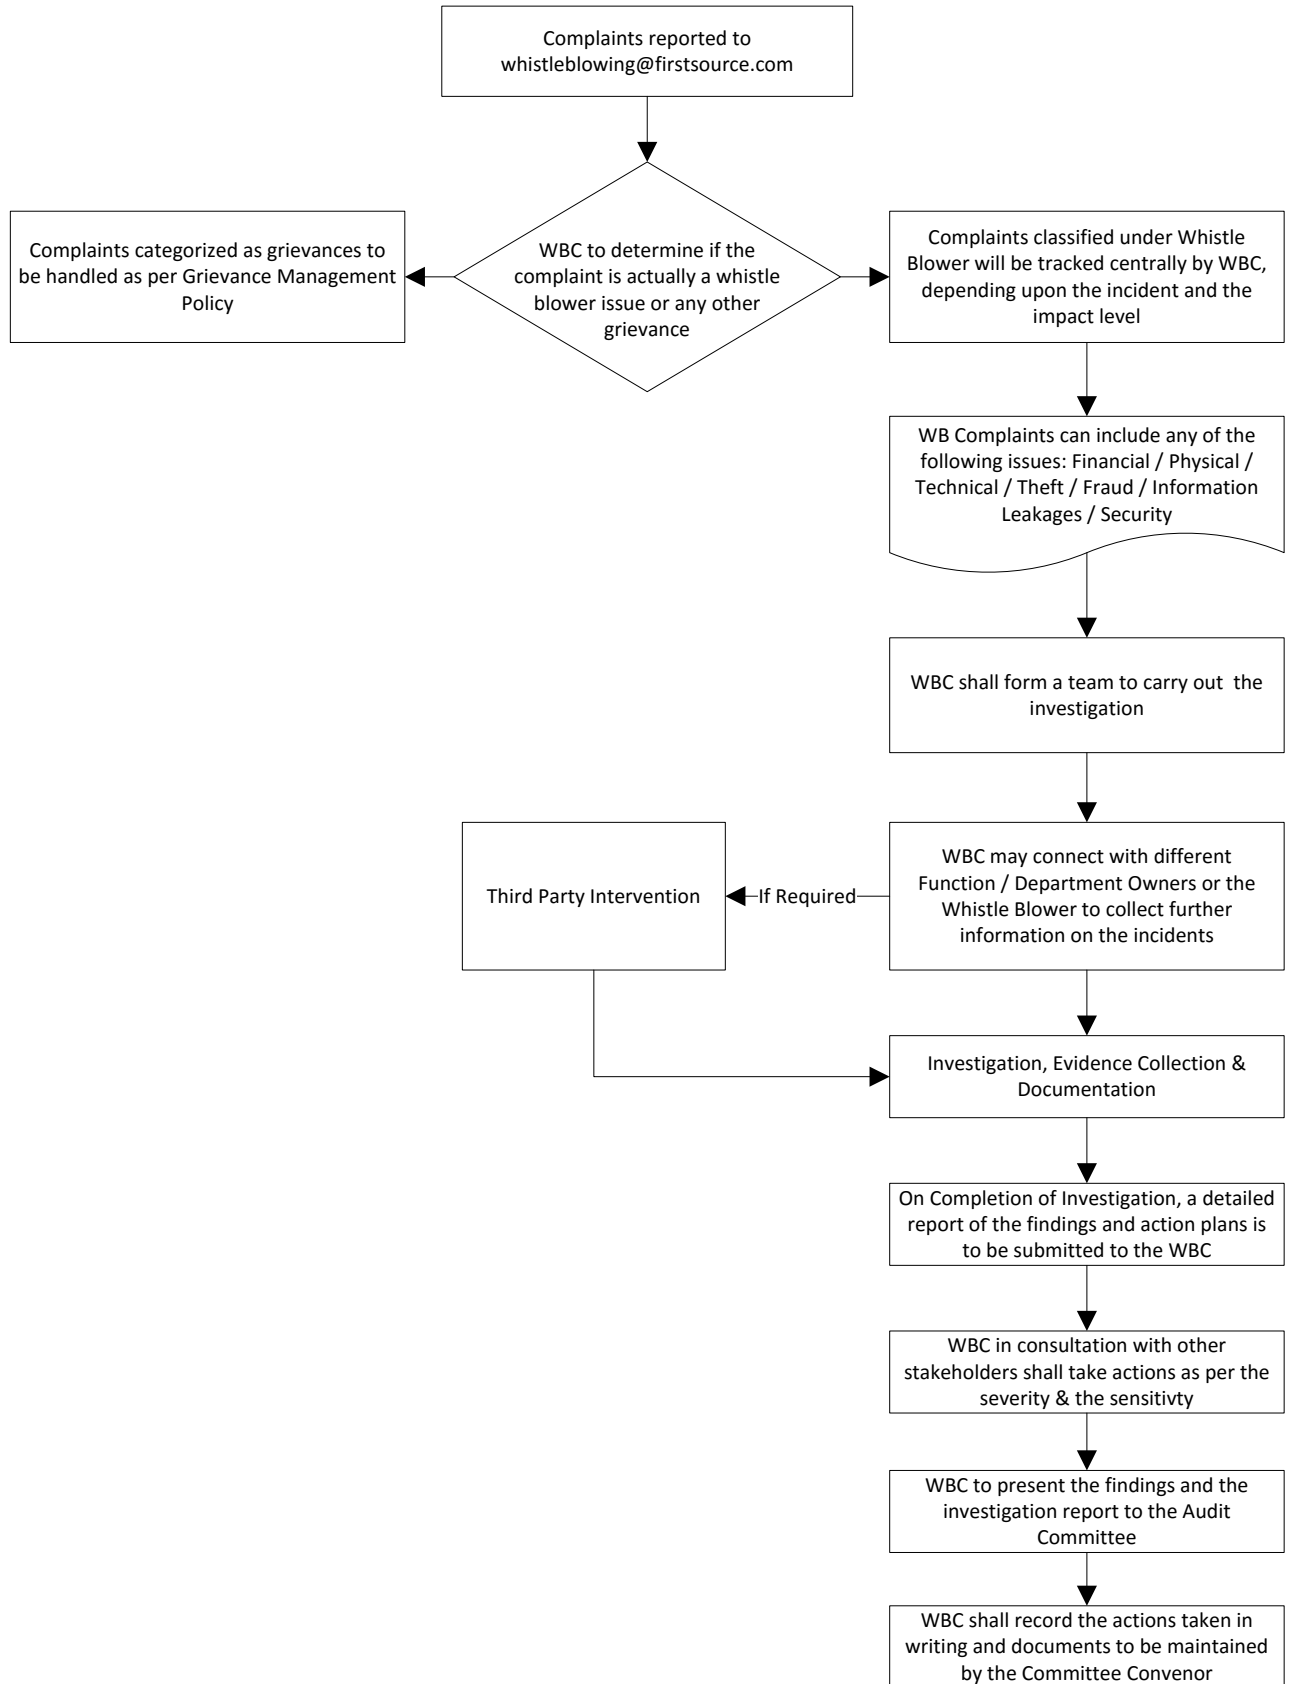 Complaints reported to
whistleblowing@firstsource.com
Complaints categorized as grievances to
be handled as per Grievance Management
Policy
WBC to determine if the
complaint is actually a whistle
blower issue or any other
grievance
Complaints classified under Whistle
Blower will be tracked centrally by WBC,
depending upon the incident and the
impact level
WB Complaints can include any of the
following issues: Financial / Physical /
Technical / Theft / Fraud / Information
Leakages / Security
WBC shall form a team to carry out  the
investigation
Third Party Intervention
If Required
WBC may connect with different
Function / Department Owners or the
Whistle Blower to collect further
information on the incidents
Investigation, Evidence Collection &
Documentation
On Completion of Investigation, a detailed
report of the findings and action plans is
to be submitted to the WBC
WBC in consultation with other
stakeholders shall take actions as per the
severity & the sensitivty
WBC to present the findings and the
investigation report to the Audit
Committee
WBC shall record the actions taken in
writing and documents to be maintained
by the Committee Convenor